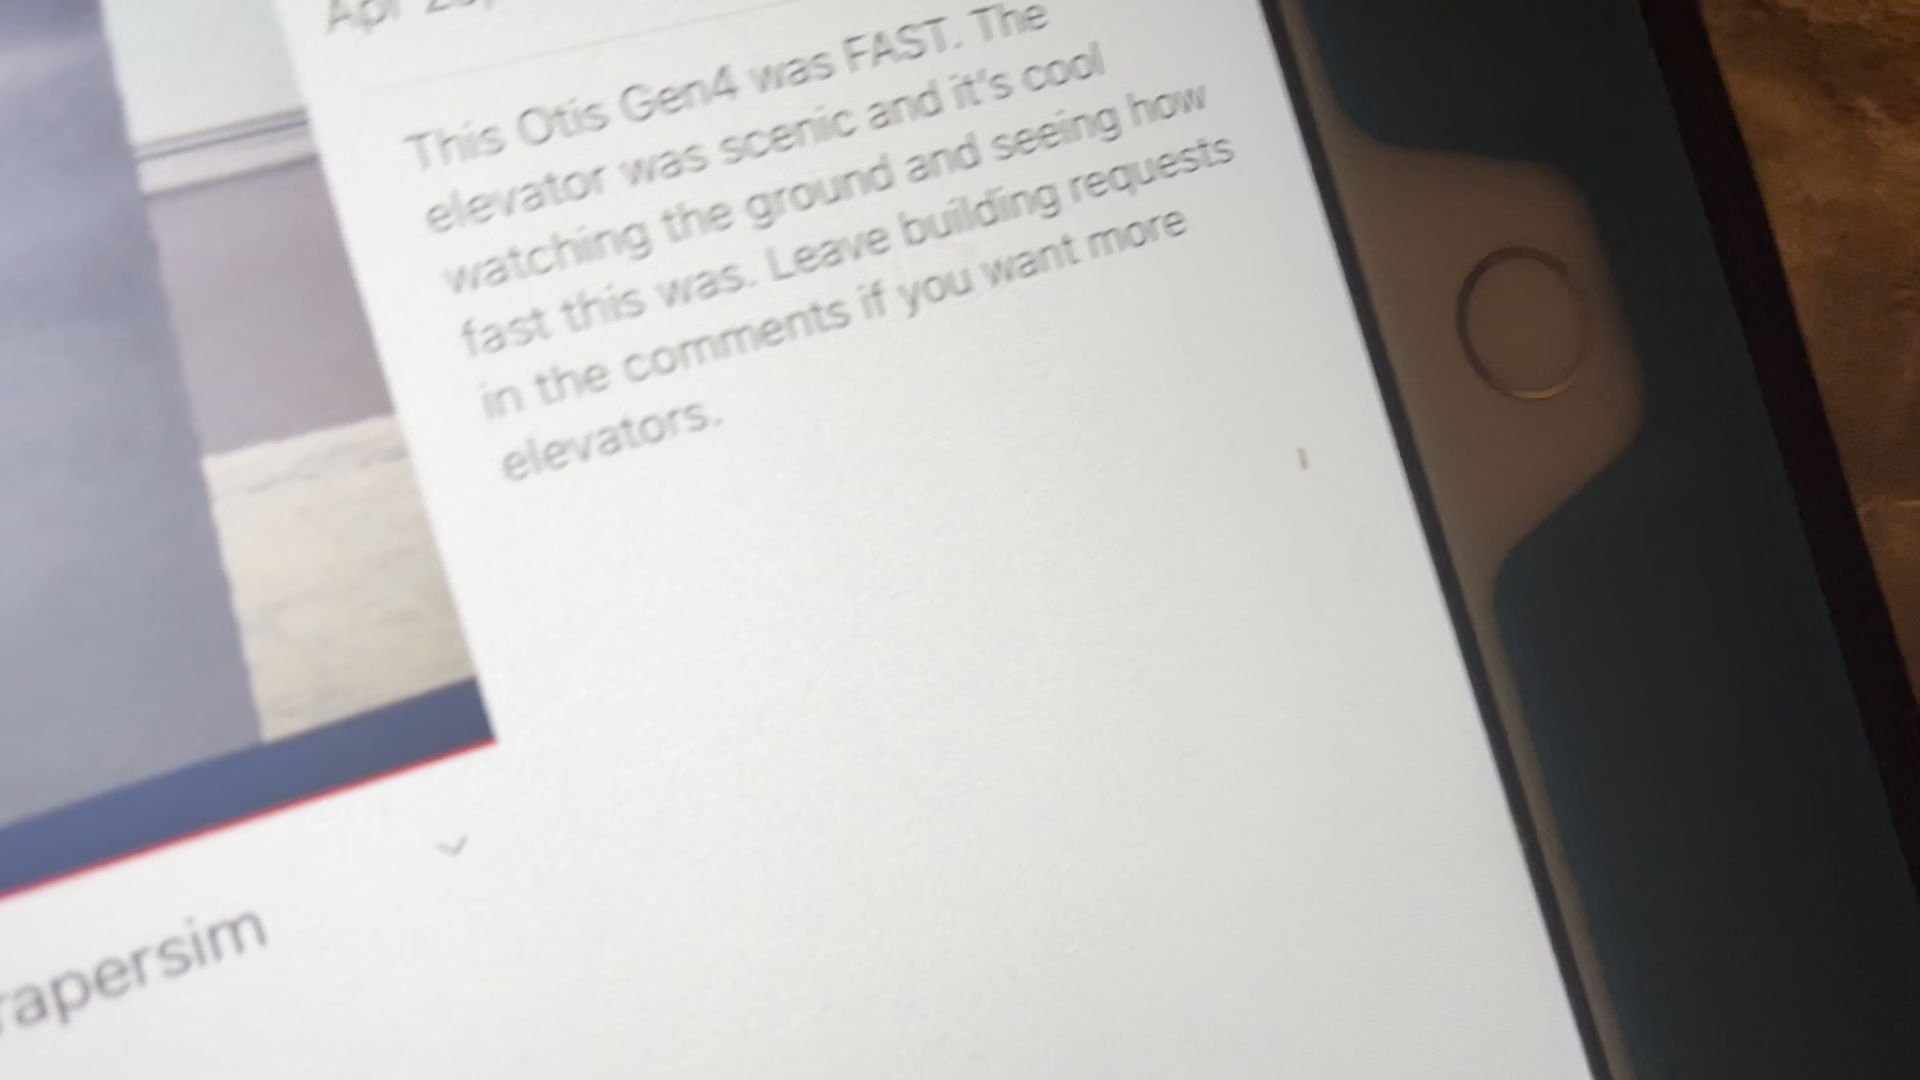 Apr
This Otis Gen4 was FAST. The
elevator was scenic and it's cool
watching the ground and seeing how
fast this was. Leave building requests
in the comments if you want more
elevators.
rapersim